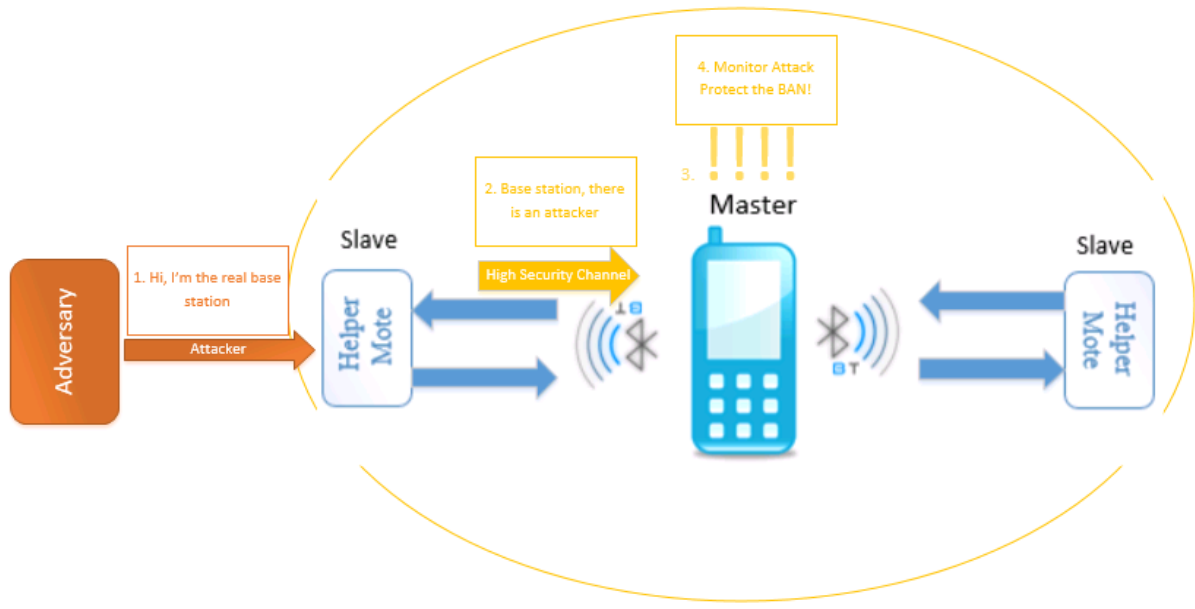 4. Monitor Attack
Protect the BAN!
3.
! ! ! !
2. Base station, there
is an attacker
Master
Slave
Slave
1. Hi, I'm the real base
station
High Security Channel
Adversary
Attacker
Helper
Mote
B T
B T
Helper
Mote